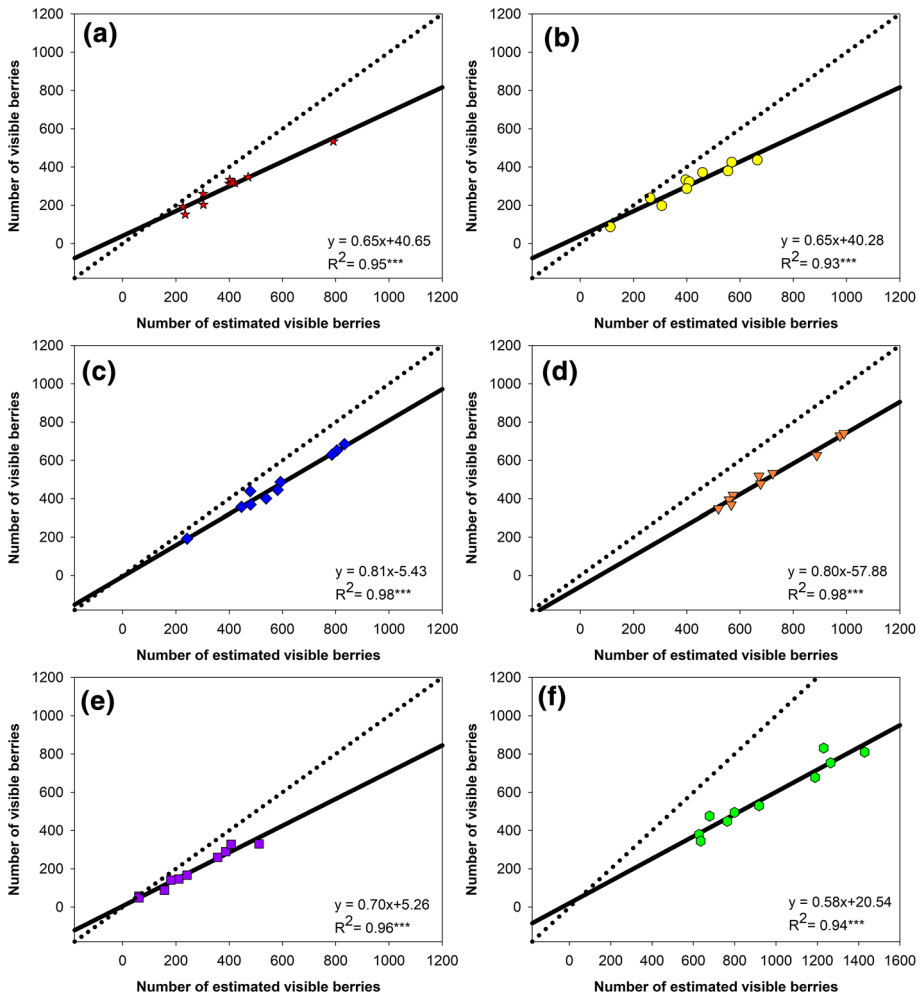 (a)
Number of visible berries
1200
1000
800
600
400
200
0
y = 0.65x+40.65
R2= 0.95***
0 200 400 600 800 1000 1200
Number of estimated visible berries
(b)
Number of visible berries
1200
1000
800
600
400
200
0
y = 0.65x+40.28
R2= 0.93***
0 200 400 600 800 1000 1200
Number of estimated visible berries
(c)
Number of visible berries
1200
1000
800
600
400
200
0
y = 0.81x-5.43
R2= 0.98***
0 200 400 600 800 1000 1200
Number of estimated visible berries
(d)
Number of visible berries
1200
1000
800
600
400
200
0
y = 0.80x-57.88
R2= 0.98***
0 200 400 600 800 1000 1200
Number of estimated visible berries
(e)
Number of visible berries
1200
1000
800
600
400
200
0
y = 0.70x+5.26
R2= 0.96***
0 200 400 600 800 1000 1200
Number of estimated visible berries
(f)
Number of visible berries
1200
1000
800
600
400
200
0
y = 0.58x+20.54
R2= 0.94***
0 200 400 600 800 1000 1200 1400 1600
Number of estimated visible berries